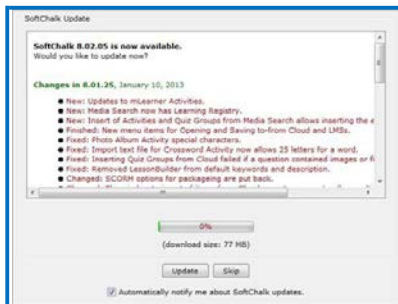 SoftChalk Update
SoftChalk 8.02.05 is now available.
Would you like to update now?
Changes in 8.01.25, January 10, 2013
New: Updates to mLearner Activities.
New: Media Search now has Learning Registry.
New: Insert of Activities and Quiz Groups from Media Search allows inserting the e
Finished: New menu items for Opening and Saving to-from Cloud and LMSs.
Fixed: Photo Album Activity special characters.
Fixed: Import text file for Crossword Activity now allows 25 letters for a word.
Fixed: Inserting Quiz Groups from Cloud failed if a question contained images or f
Fixed: Removed LessonBuilder from default keywords and description.
Changed: SCORM options for packageing are put back.
0%
(download size: 77 MB)
Update Skip
Automatically notify me about SoftChalk updates.